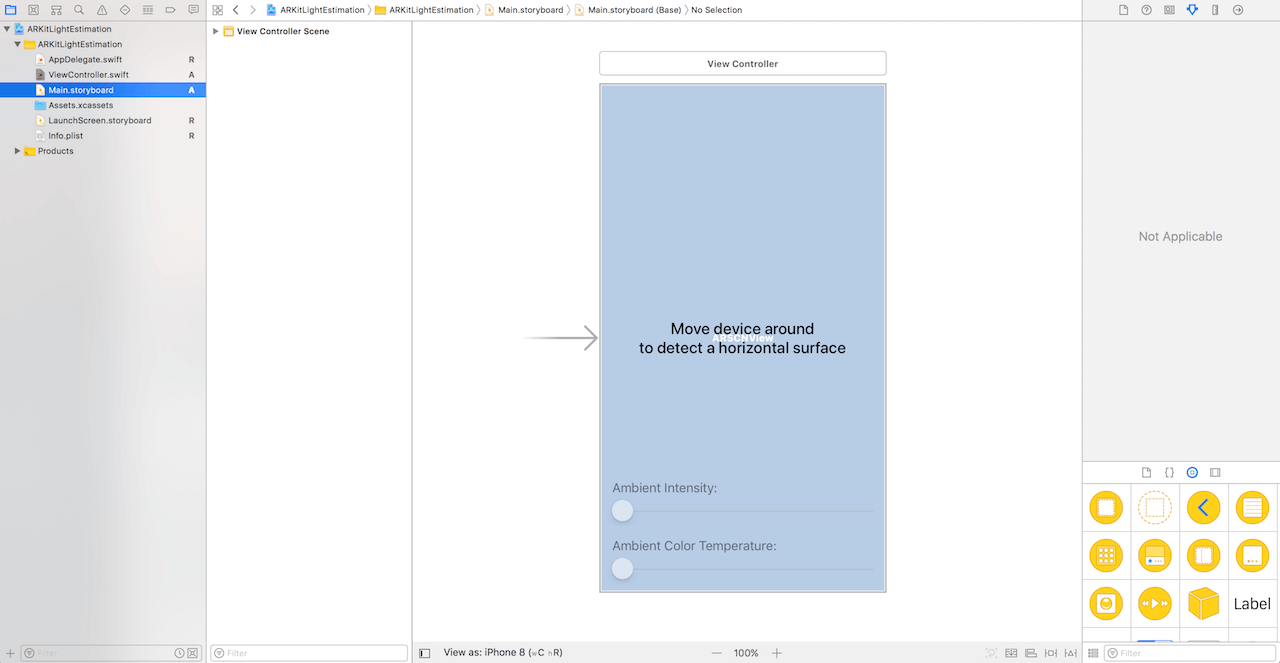 ARKitLightEstimation
ARKitLightEstimation
AppDelegate.swift R
ViewController.swift A
Main.storyboard A
Assets.xcassets
LaunchScreen.storyboard R
Info.plist R
Products
Filter
ARKitLightEstimation ARKitLightEstimation Main.storyboard Main.storyboard (Base) No Selection
View Controller Scene
Filter
View Controller
ARSCNView
Move device around
to detect a horizontal surface
Ambient Intensity:
Ambient Color Temperature:
View as: iPhone 8 (wC hR)
— 100% +
Not Applicable
{}
Label
Filter